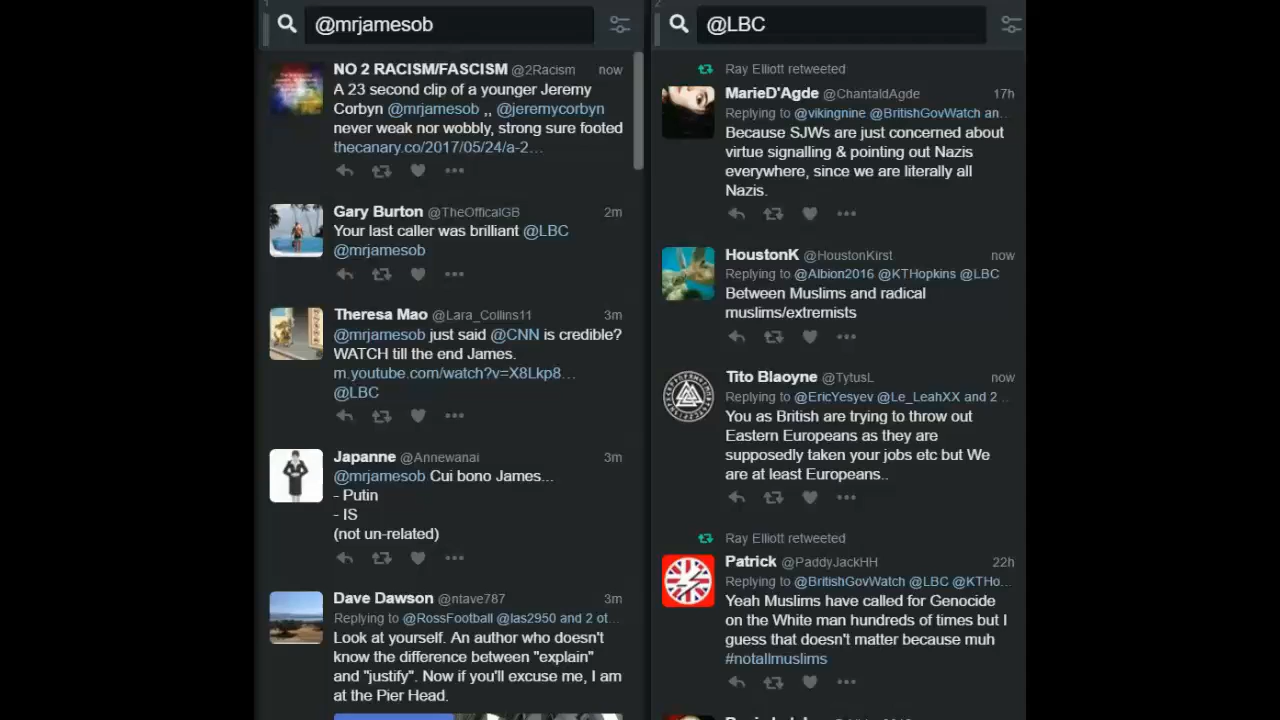 1
@mrjamesob
NO 2 RACISM/FASCISM @2Racism now
A 23 second clip of a younger Jeremy
Corbyn @mrjamesob ,, @jeremycorbyn
never weak nor wobbly, strong sure footed
thecanary.co/2017/05/24/a-2…
Gary Burton @TheOfficalGB 2m
Your last caller was brilliant @LBC
@mrjamesob
Theresa Mao @Lara_Collins11 3m
@mrjamesob just said @CNN is credible?
WATCH till the end James.
m.youtube.com/watch?v=X8Lkp8…
@LBC
Japanne @Annewanai 3m
@mrjamesob Cui bono James...
- Putin
- IS
(not un-related)
Dave Dawson @ntave787 3m
Replying to @RossFootball @las2950 and 2 ot…
Look at yourself. An author who doesn't
know the difference between "explain"
and "justify". Now if you'll excuse me, I am
at the Pier Head.
2
@LBC
Ray Elliott retweeted
MarieD'Agde @ChantaldAgde 17h
Replying to @vikingnine @BritishGovWatch an…
Because SJWs are just concerned about
virtue signalling & pointing out Nazis
everywhere, since we are literally all
Nazis.
HoustonK @HoustonKirst now
Replying to @Albion2016 @KTHopkins @LBC
Between Muslims and radical
muslims/extremists
Tito Blaoyne @TytusL now
Replying to @EricYesyev @Le_LeahXX and 2 …
You as British are trying to throw out
Eastern Europeans as they are
supposedly taken your jobs etc but We
are at least Europeans..
Ray Elliott retweeted
Patrick @PaddyJackHH 22h
Replying to @BritishGovWatch @LBC @KTHo…
Yeah Muslims have called for Genocide
on the White man hundreds of times but I
guess that doesn't matter because muh
#notallmuslims